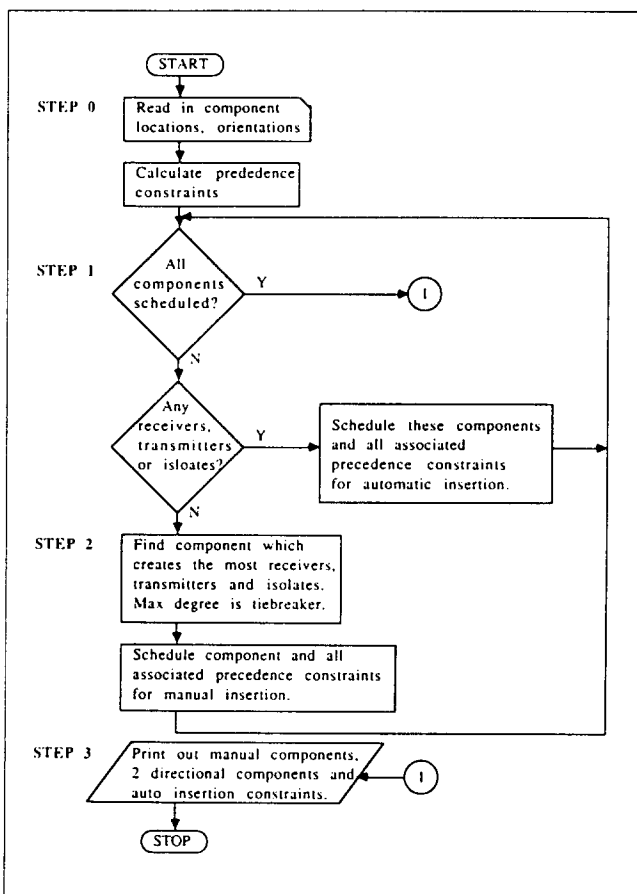 START
STEP 0
Read in component
locations, orientations
Calculate prededence
constraints
STEP 1
All
components
scheduled?
Y
1
N
Any
receivers,
transmitters
or isloates?
Y
Schedule these components
and all associated
precedence constraints
for automatic insertion.
N
STEP 2
Find component which
creates the most receivers,
transmitters and isolates.
Max degree is tiebreaker.
Schedule component and all
associated precedence constraints
for manual insertion.
STEP 3
Print out manual components,
2 directional components and
auto insertion constraints.
1
STOP